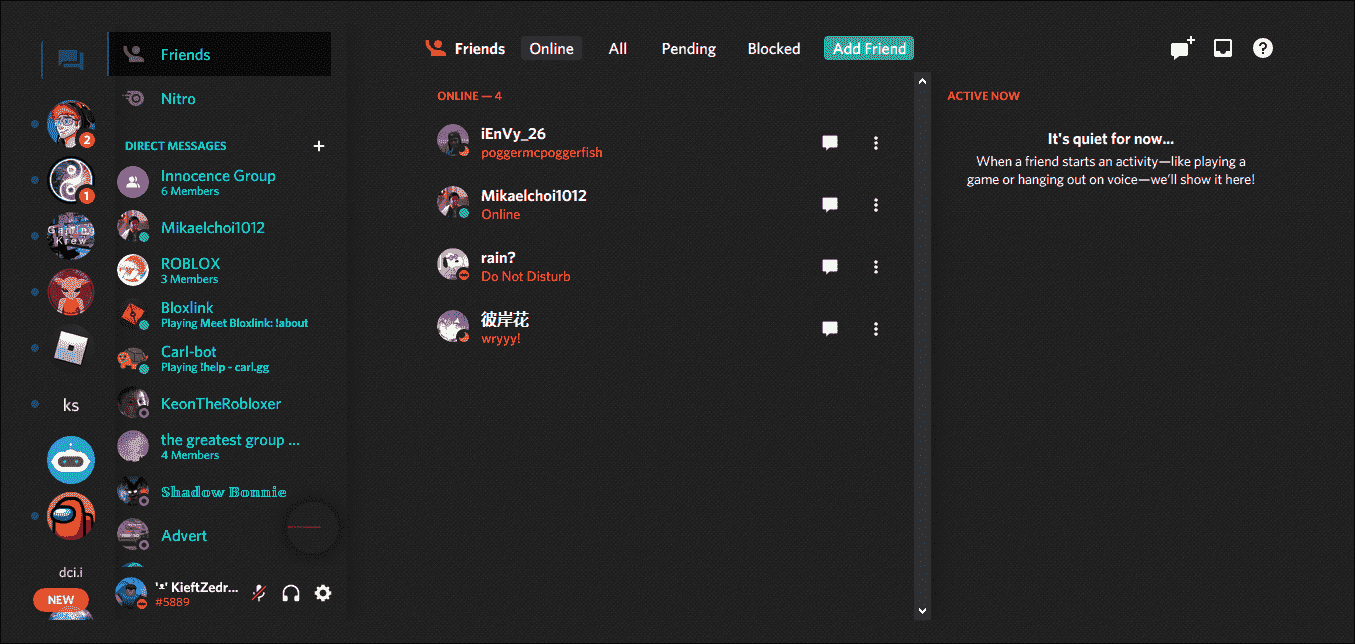 2
1
Gaming
Krew
ks
dci.i
NEW
Friends
Nitro
DIRECT MESSAGES
Innocence Group
6 Members
Mikaelchoi1012
ROBLOX
3 Members
Bloxlink
Playing Meet Bloxlink: !about
Carl-bot
Playing !help - carl.gg
KeonTheRobloxer
the greatest group ...
4 Members
𝕊𝕙𝕒𝕕𝕠𝕨 𝔹𝕠𝕟𝕟𝕚𝕖
Advert
KieftZedr...
#5889
Friends
Online
All
Pending
Blocked
Add Friend
ONLINE — 4
iEnVy_26
poggermcpoggerfish
Mikaelchoi1012
Online
rain?
Do Not Disturb
彼岸花
wryyy!
ACTIVE NOW
It's quiet for now...
When a friend starts an activity—like playing a
game or hanging out on voice—we'll show it here!